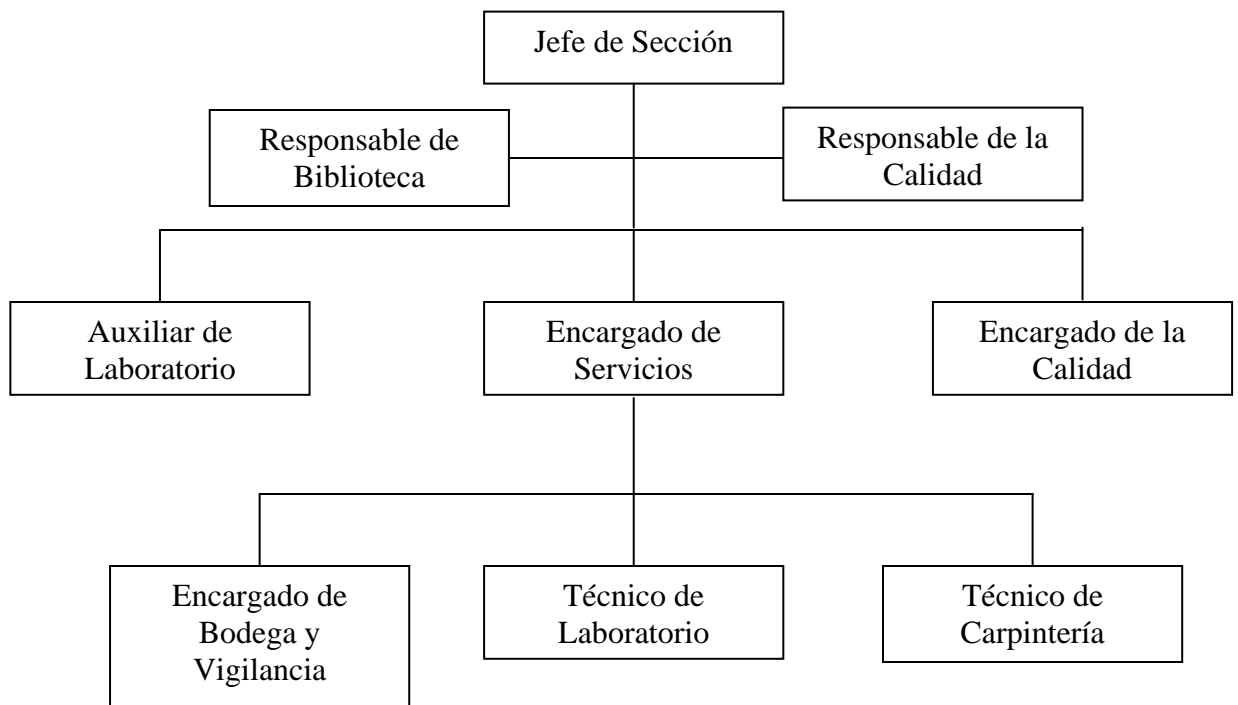 Jefe de Sección
Responsable de
Biblioteca
Responsable de la
Calidad
Auxiliar de
Laboratorio
Encargado de
Servicios
Encargado de la
Calidad
Encargado de
Bodega y
Vigilancia
Técnico de
Laboratorio
Técnico de
Carpintería